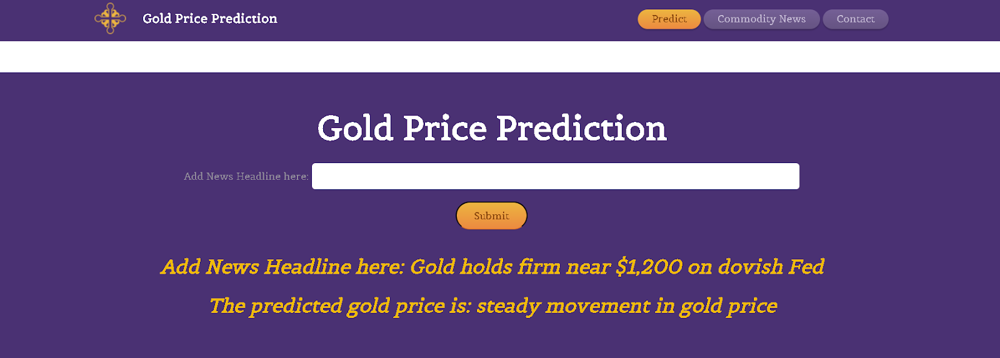 Gold Price Prediction
Predict
Commodity News
Contact
Gold Price Prediction
Add News Headline here:
Submit
Add News Headline here: Gold holds firm near $1,200 on dovish Fed
The predicted gold price is: steady movement in gold price